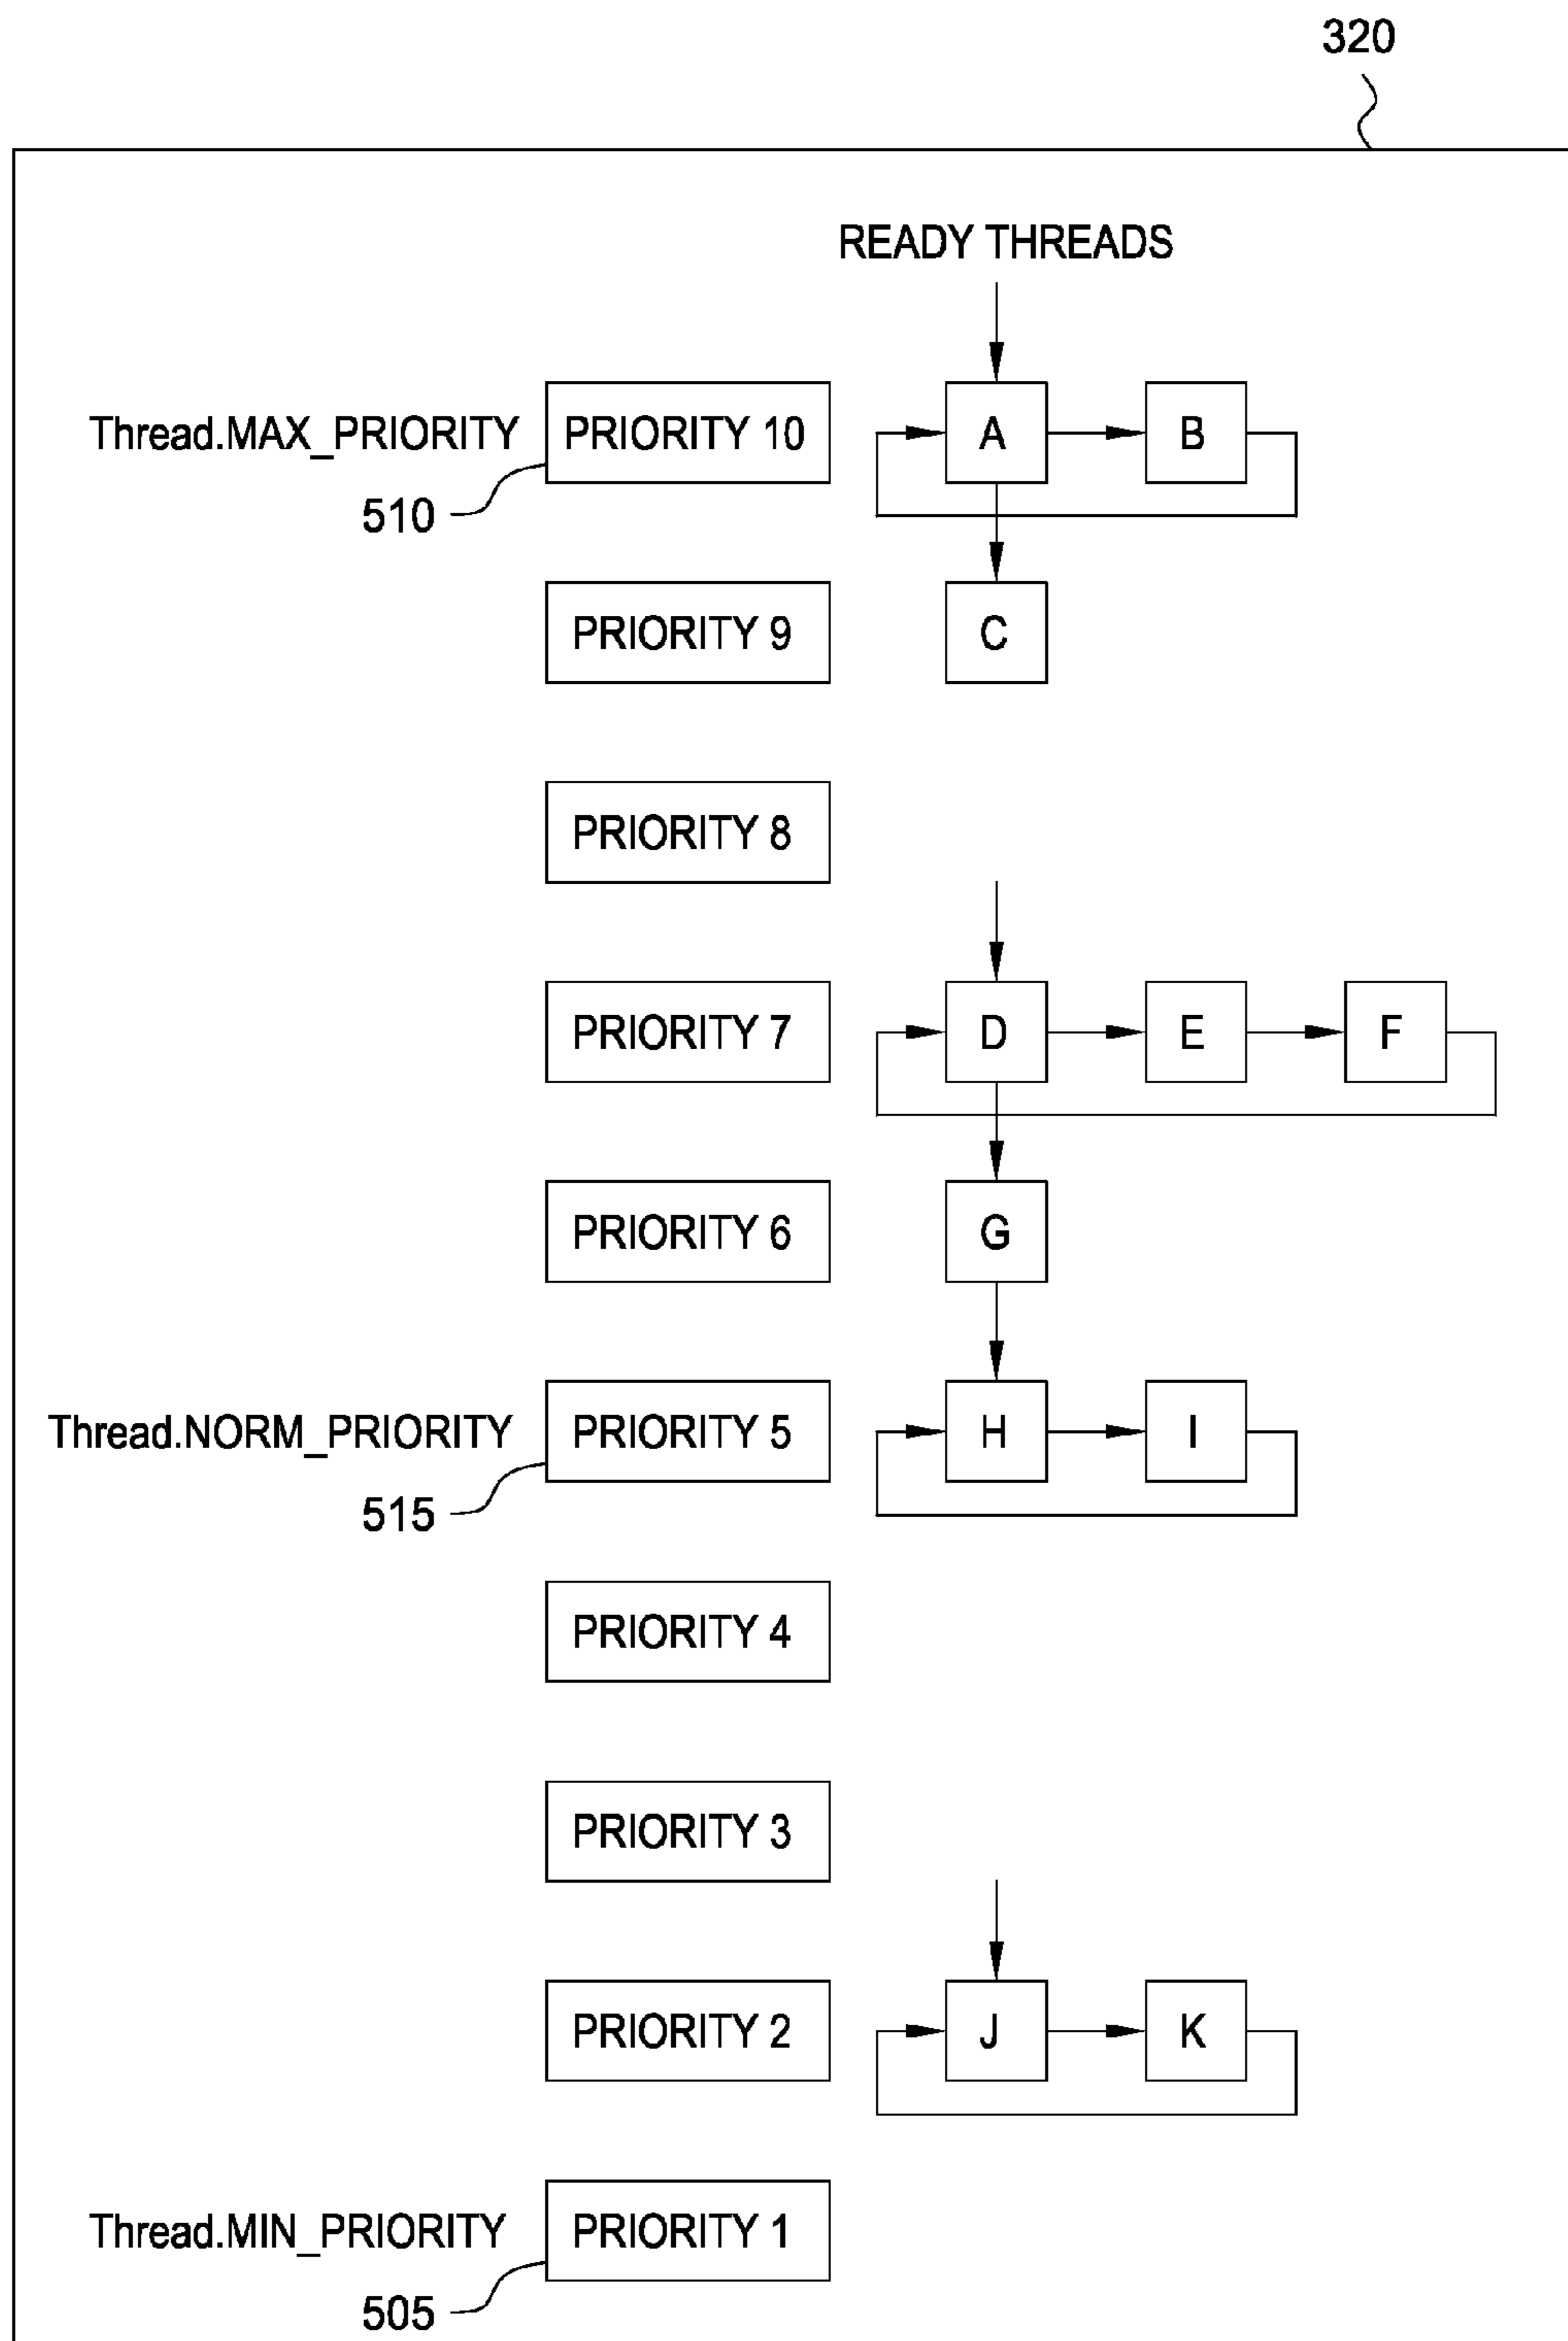 320
READY THREADS
Thread.MAX_PRIORITY PRIORITY 10 A B
510
PRIORITY 9 C
PRIORITY 8
PRIORITY 7 D E F
PRIORITY 6 G
Thread.NORM_PRIORITY PRIORITY 5 H I
515
PRIORITY 4
PRIORITY 3
PRIORITY 2 J K
Thread.MIN_PRIORITY PRIORITY 1
505